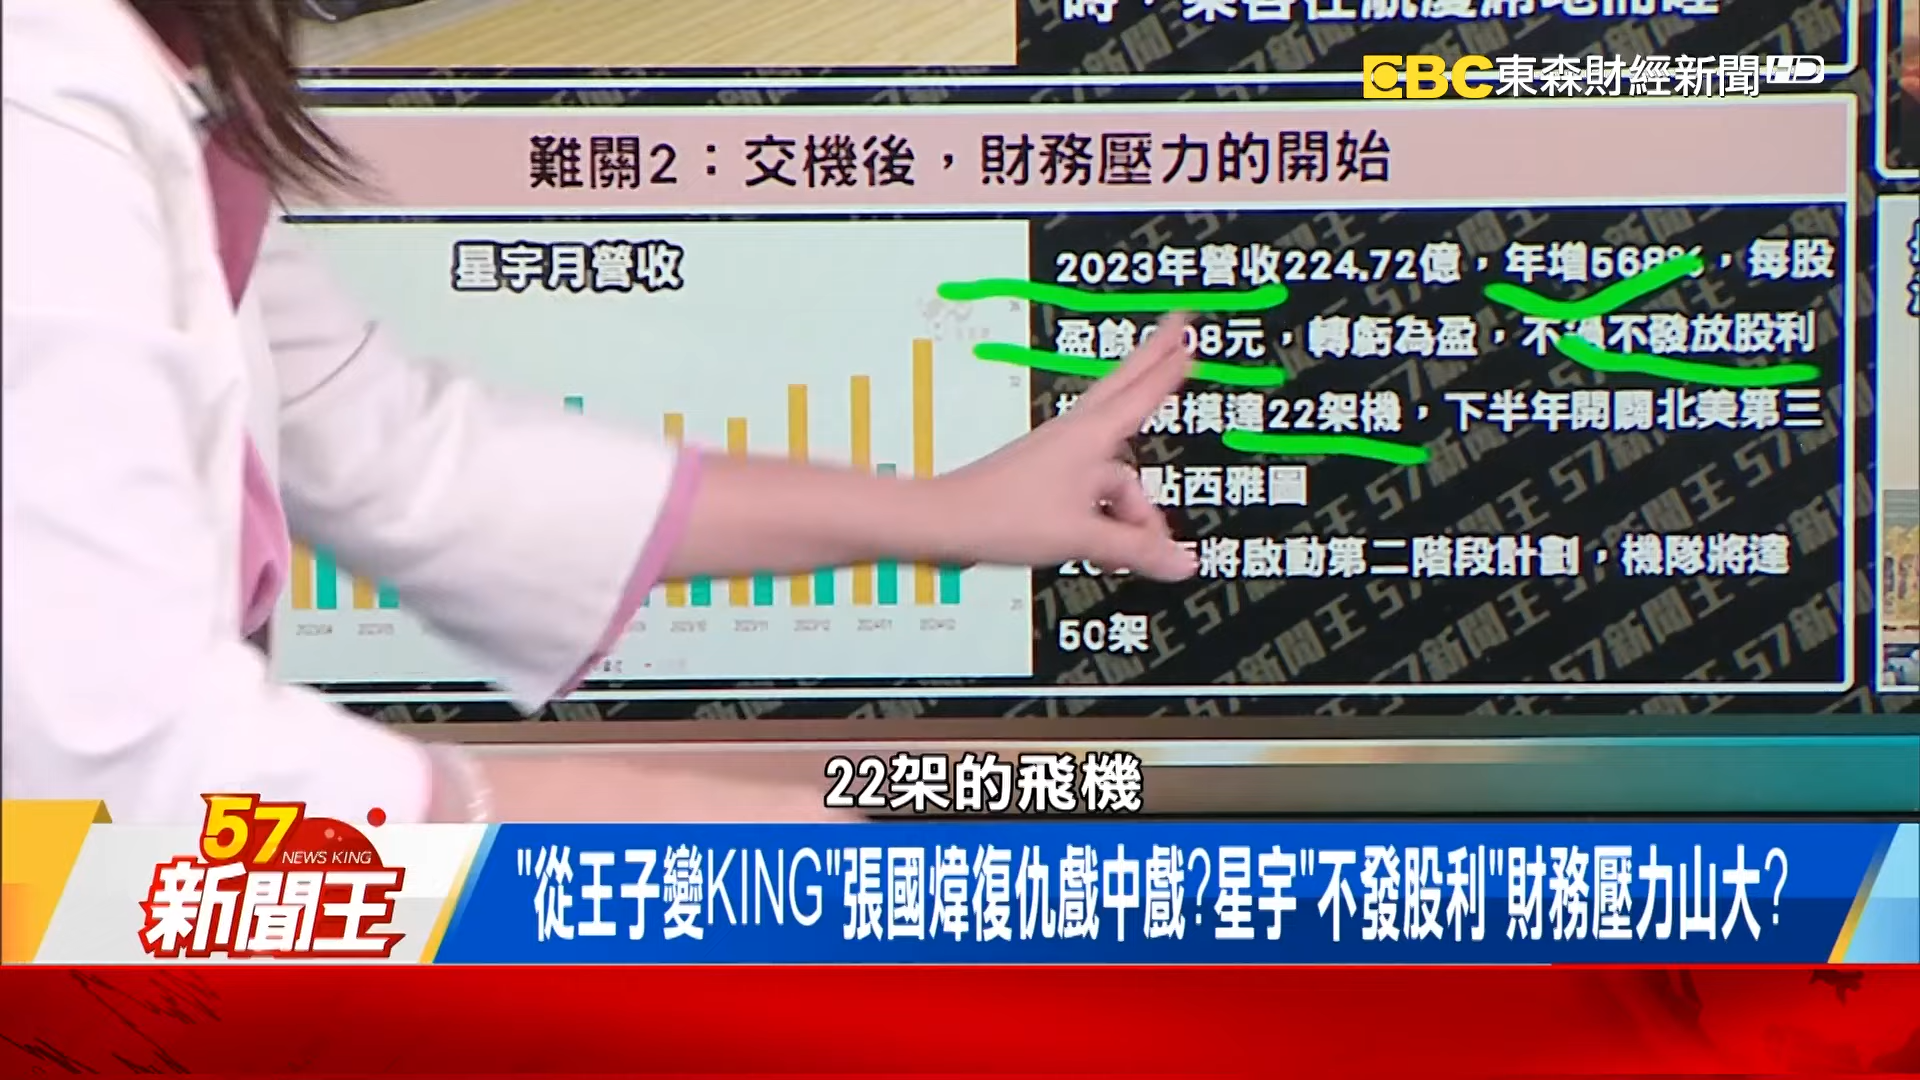 EBC東森財經新聞HD
難關2：交機後，財務壓力的開始
星宇月營收
2023年營收224.72億，年增568%，每股
盈餘 08元，轉虧為盈，不過不發放股利
規模達22架機，下半年開闢北美第三
點西雅圖
將啟動第二階段計劃，機隊將達
50架
22架的飛機
57
NEWS KING
新聞王
"從王子變KING"張國煒復仇戲中戲?星宇"不發股利"財務壓力山大?